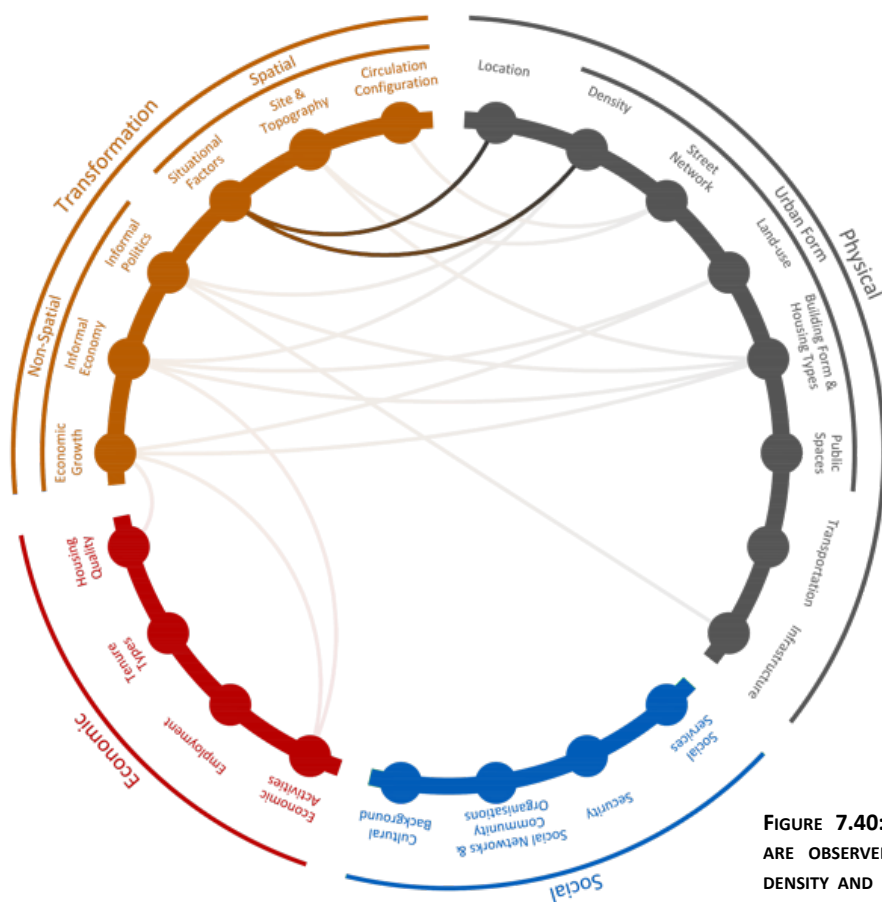 Transformation
Spatial
Circulation
Configuration
Site &
Topography
Situational
Factors
Non-Spatial
Informal
Politics
Informal
Economy
Economic
Growth
Physical
Location
Urban Form
Density
Street
Network
Land-use
Building Form &
Housing Types
Public
Spaces
Transportation
Infrastructure
Social
Social
Services
Security
Social Networks &
Community
Organisations
Cultural
Background
Economic
Economic
Activities
Employment
Tenure
Types
Housing
Quality
FIGURE 7.40:
ARE OBSERVE
DENSITY AND